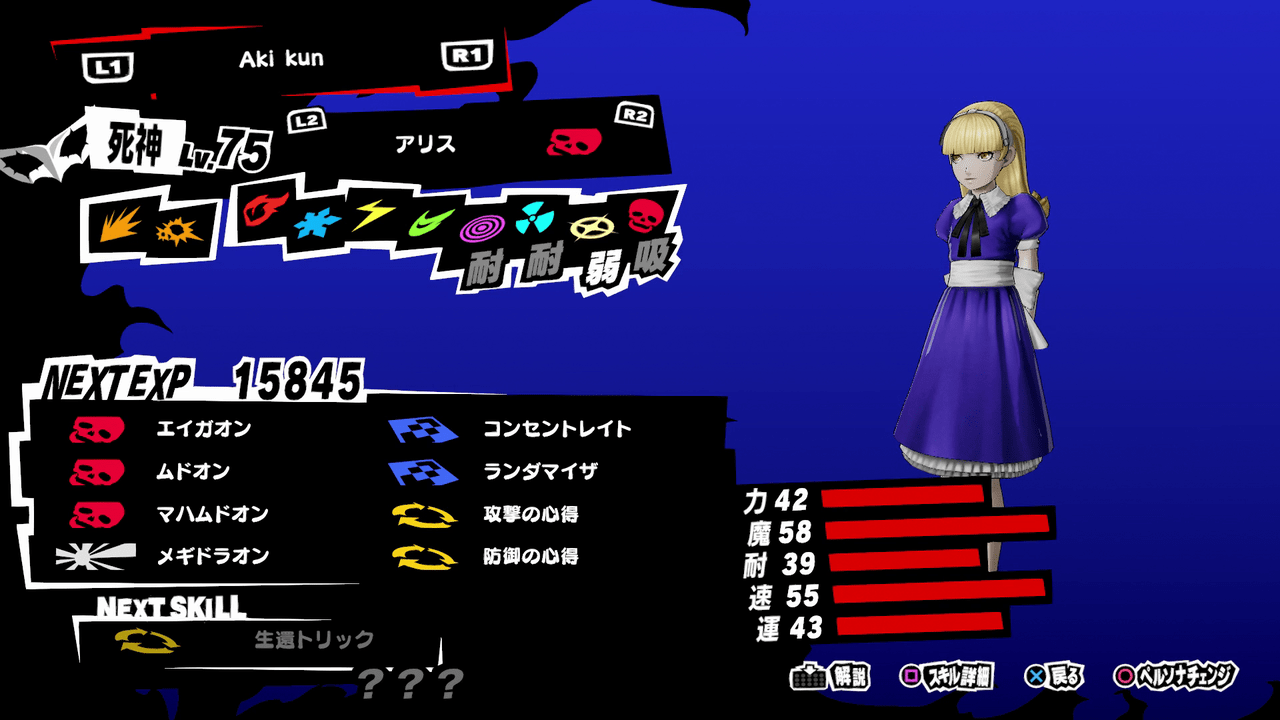 L1 Aki kun R1
死神 Lv.75 L2 アリス R2
耐 耐 弱 吸
NEXT EXP 15845
エイガオン コンセントレイト
ムドオン ランダマイザ
マハムドオン 攻撃の心得
メギドラオン 防御の心得
NEXT SKILL
生還トリック
???
力 42
魔 58
耐 39
速 55
運 43
解説 スキル詳細 戻る ペルソナチェンジ